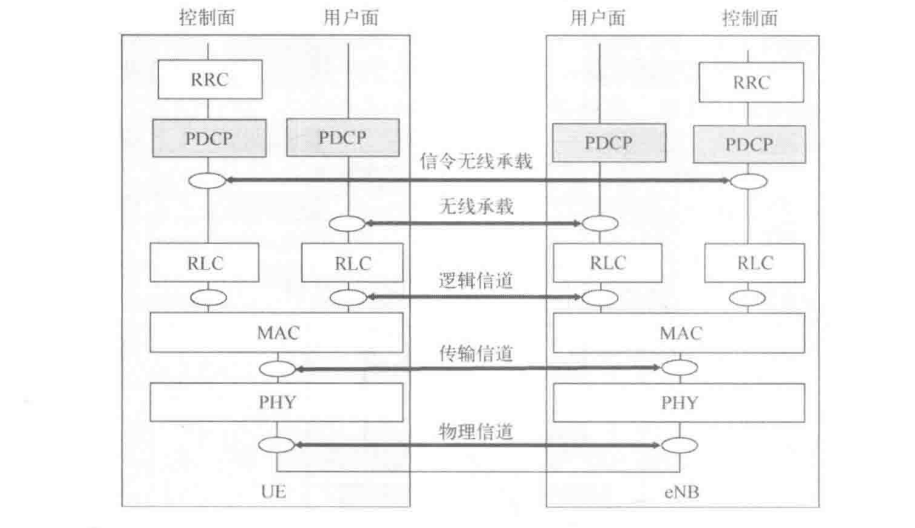 控制面 用户面 用户面 控制面
RRC RRC
PDCP PDCP PDCP PDCP
信令无线承载
无线承载
RLC RLC RLC RLC
逻辑信道
MAC MAC
传输信道
PHY PHY
物理信道
UE eNB